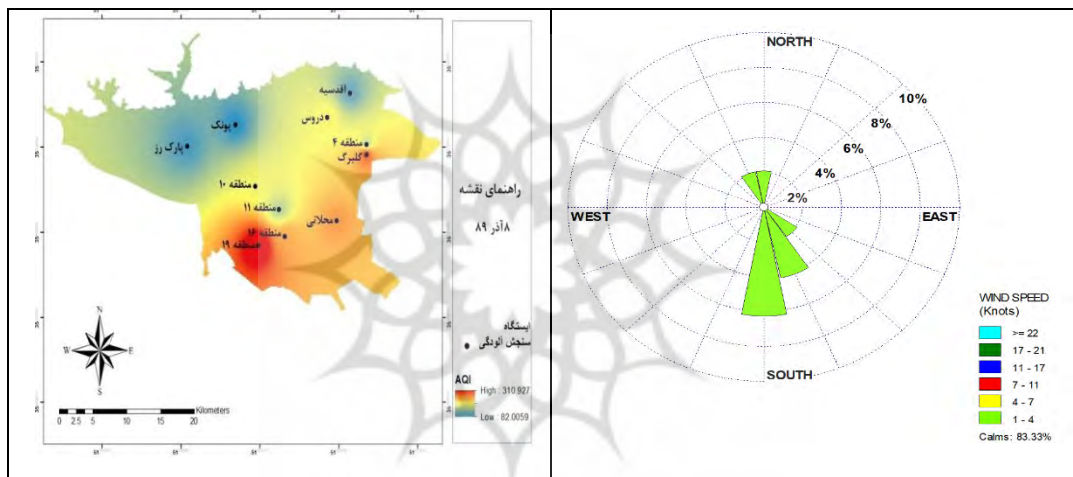 اقدسیه
دروس
پونک
منطقه ۴
گلبرگ
پارک رز
منطقه ۱۰
منطقه ۱۱
محلاتی
منطقه ۱۶
منطقه ۱۹
N
W E
S
0 2.5 5 10 15 20
Kilometers
راهنمای نقشه
۸آذر ۸۹
ایستگاه
سنجش آلودگی
AQI
High : 310.927
Low : 82.0059
NORTH
10%
8%
6%
4%
2%
WEST
EAST
SOUTH
WIND SPEED
(Knots)
>= 22
17 - 21
11 - 17
7 - 11
4 - 7
1 - 4
Calms: 83.33%